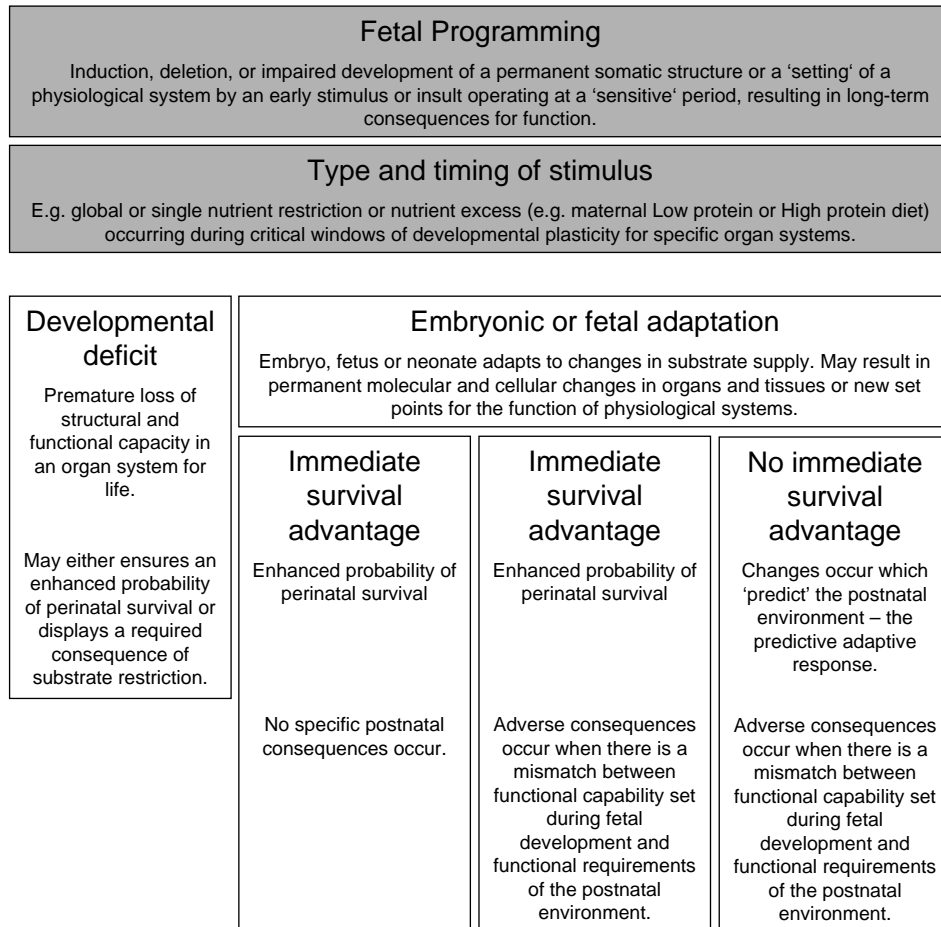 Fetal Programming
Induction, deletion, or impaired development of a permanent somatic structure or a ‘setting‘ of a
physiological system by an early stimulus or insult operating at a ‘sensitive‘ period, resulting in long-term
consequences for function.
Type and timing of stimulus
E.g. global or single nutrient restriction or nutrient excess (e.g. maternal Low protein or High protein diet)
occurring during critical windows of developmental plasticity for specific organ systems.
Developmental
deficit
Premature loss of
structural and
functional capacity in
an organ system for
life.
May either ensures an
enhanced probability
of perinatal survival or
displays a required
consequence of
substrate restriction.
Embryonic or fetal adaptation
Embryo, fetus or neonate adapts to changes in substrate supply. May result in
permanent molecular and cellular changes in organs and tissues or new set
points for the function of physiological systems.
Immediate
survival
advantage
Enhanced probability of
perinatal survival
No specific postnatal
consequences occur.
Immediate
survival
advantage
Enhanced probability of
perinatal survival
Adverse consequences
occur when there is a
mismatch between
functional capability set
during fetal
development and
functional requirements
of the postnatal
environment.
No immediate
survival
advantage
Changes occur which
‘predict’ the postnatal
environment – the
predictive adaptive
response.
Adverse consequences
occur when there is a
mismatch between
functional capability set
during fetal
development and
functional requirements
of the postnatal
environment.